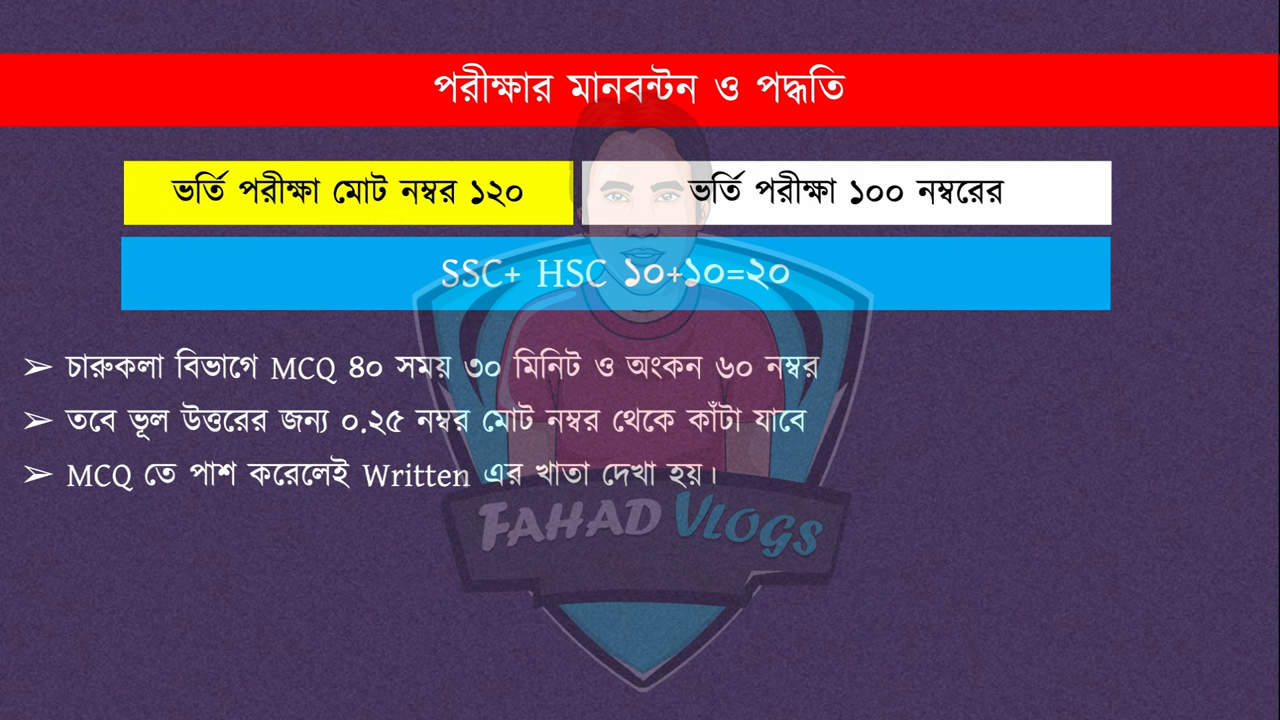 পরীক্ষার মানবন্টন ও পদ্ধতি
ভর্তি পরীক্ষা মোট নম্বর ১২০
ভর্তি পরীক্ষা ১০০ নম্বরের
SSC+ HSC ১০+১০=২০
➢ চারুকলা বিভাগে MCQ ৪০ সময় ৩০ মিনিট ও অংকন ৬০ নম্বর
➢ তবে ভূল উত্তরের জন্য ০.২৫ নম্বর মোট নম্বর থেকে কাঁটা যাবে
➢ MCQ তে পাশ করেলেই Written এর খাতা দেখা হয়।
FAHAD VLOGS